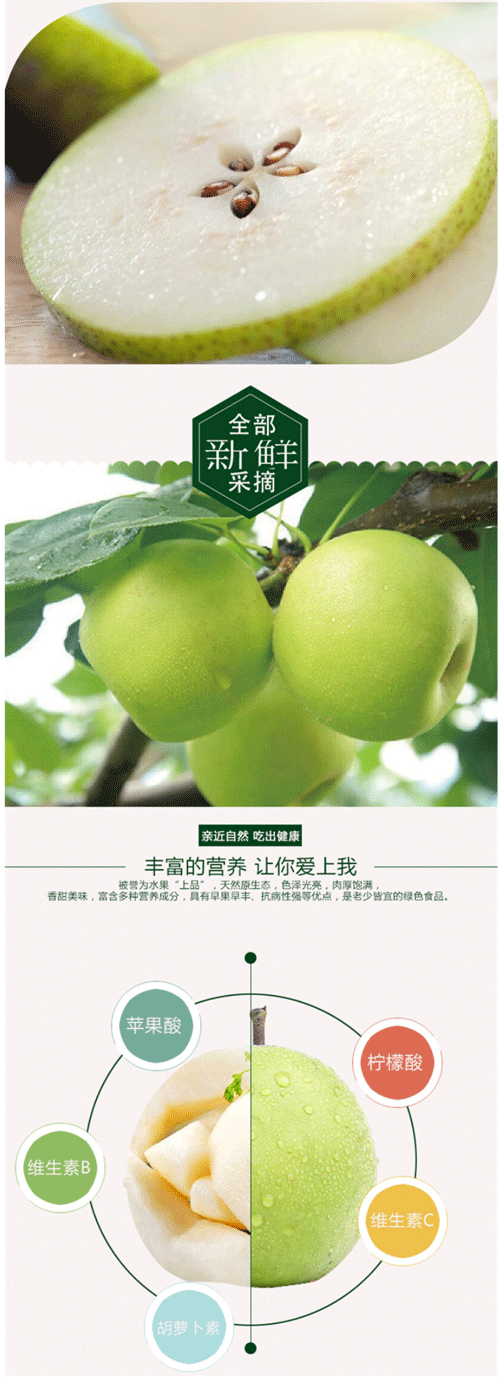 全部
新鲜
采摘
亲近自然 吃出健康
丰富的营养 让你爱上我
被誉为水果“上品”，天然原生态，色泽光亮，肉厚饱满，
香甜美味，富含多种营养成分，具有早果早丰、抗病性强等优点，是老少皆宜的绿色食品。
苹果酸
柠檬酸
维生素B
维生素C
胡萝卜素